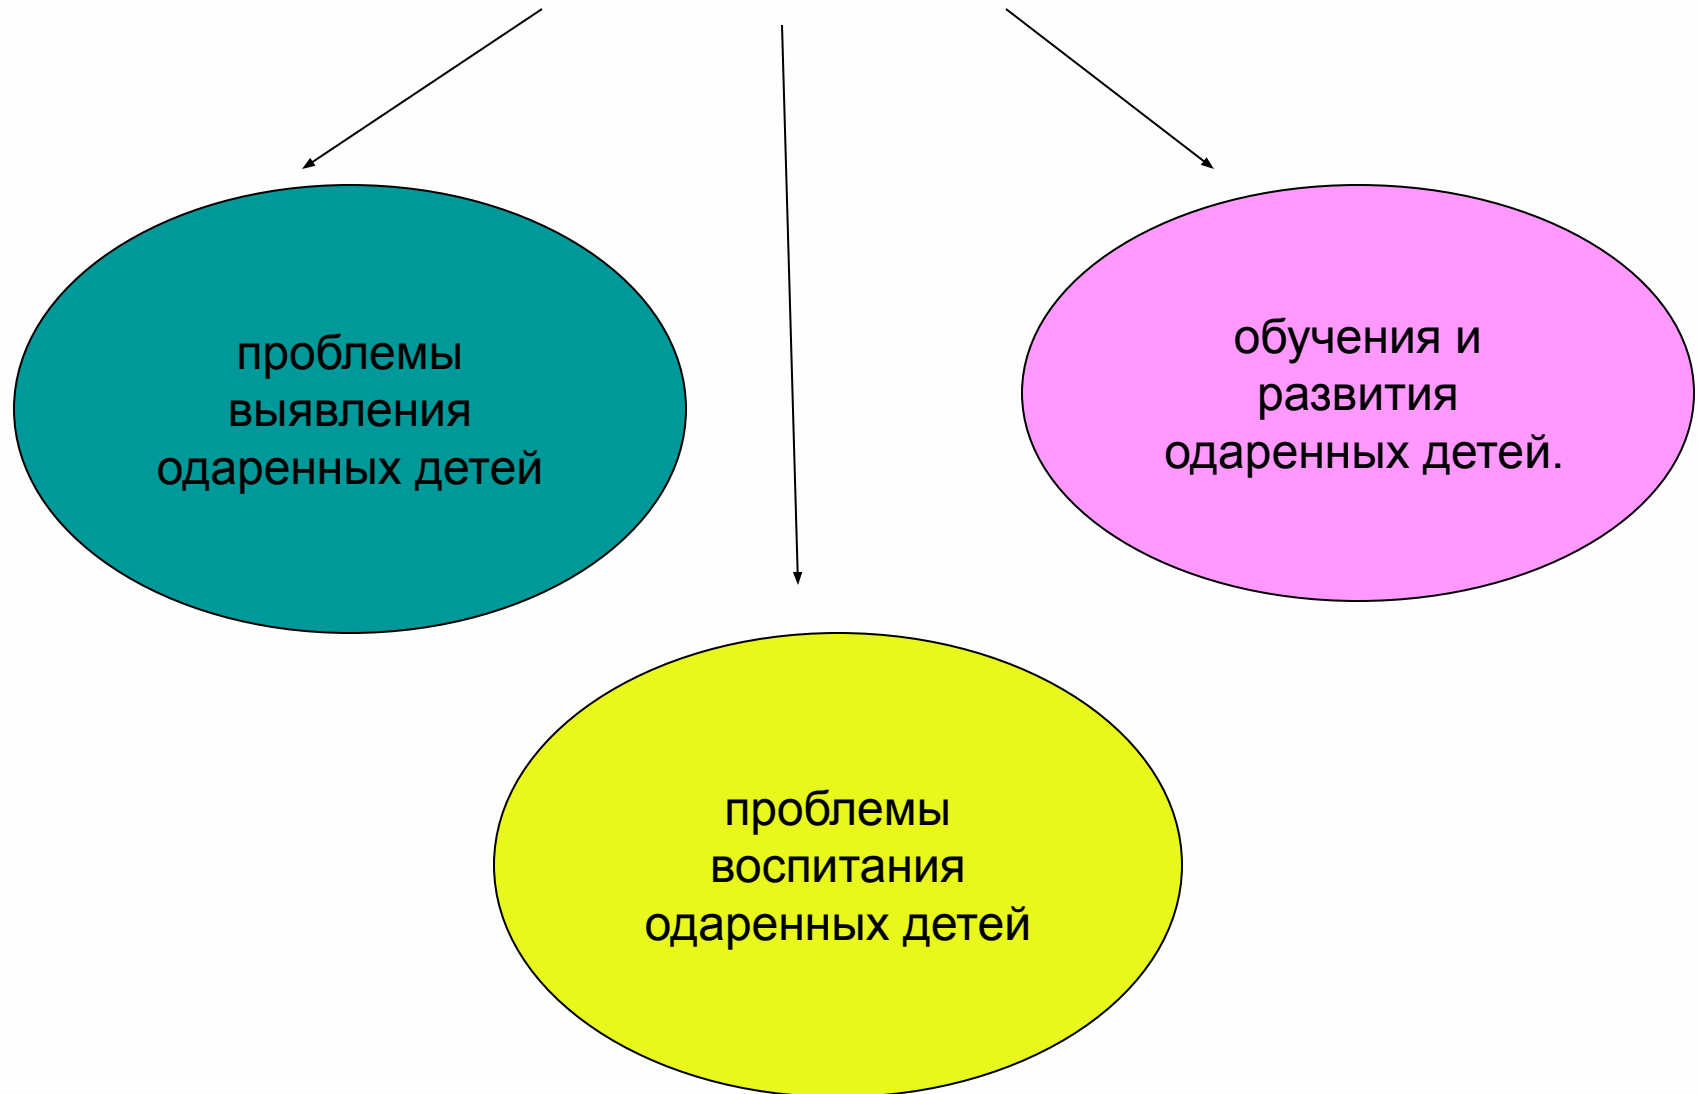 проблемы
выявления
одаренных детей
обучения и
развития
одаренных детей.
проблемы
воспитания
одаренных детей